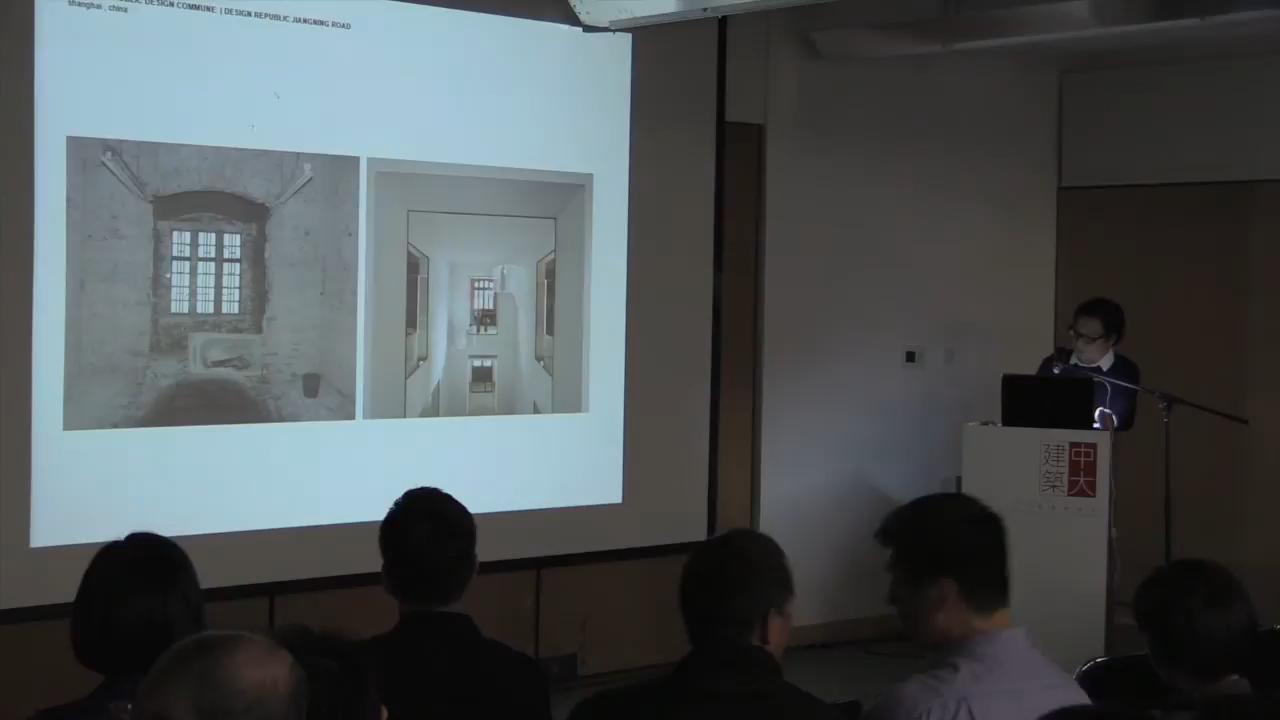 DESIGN COMMUNE | DESIGN REPUBLIC JIANGNING ROAD
shanghai , china
建 中
築 大